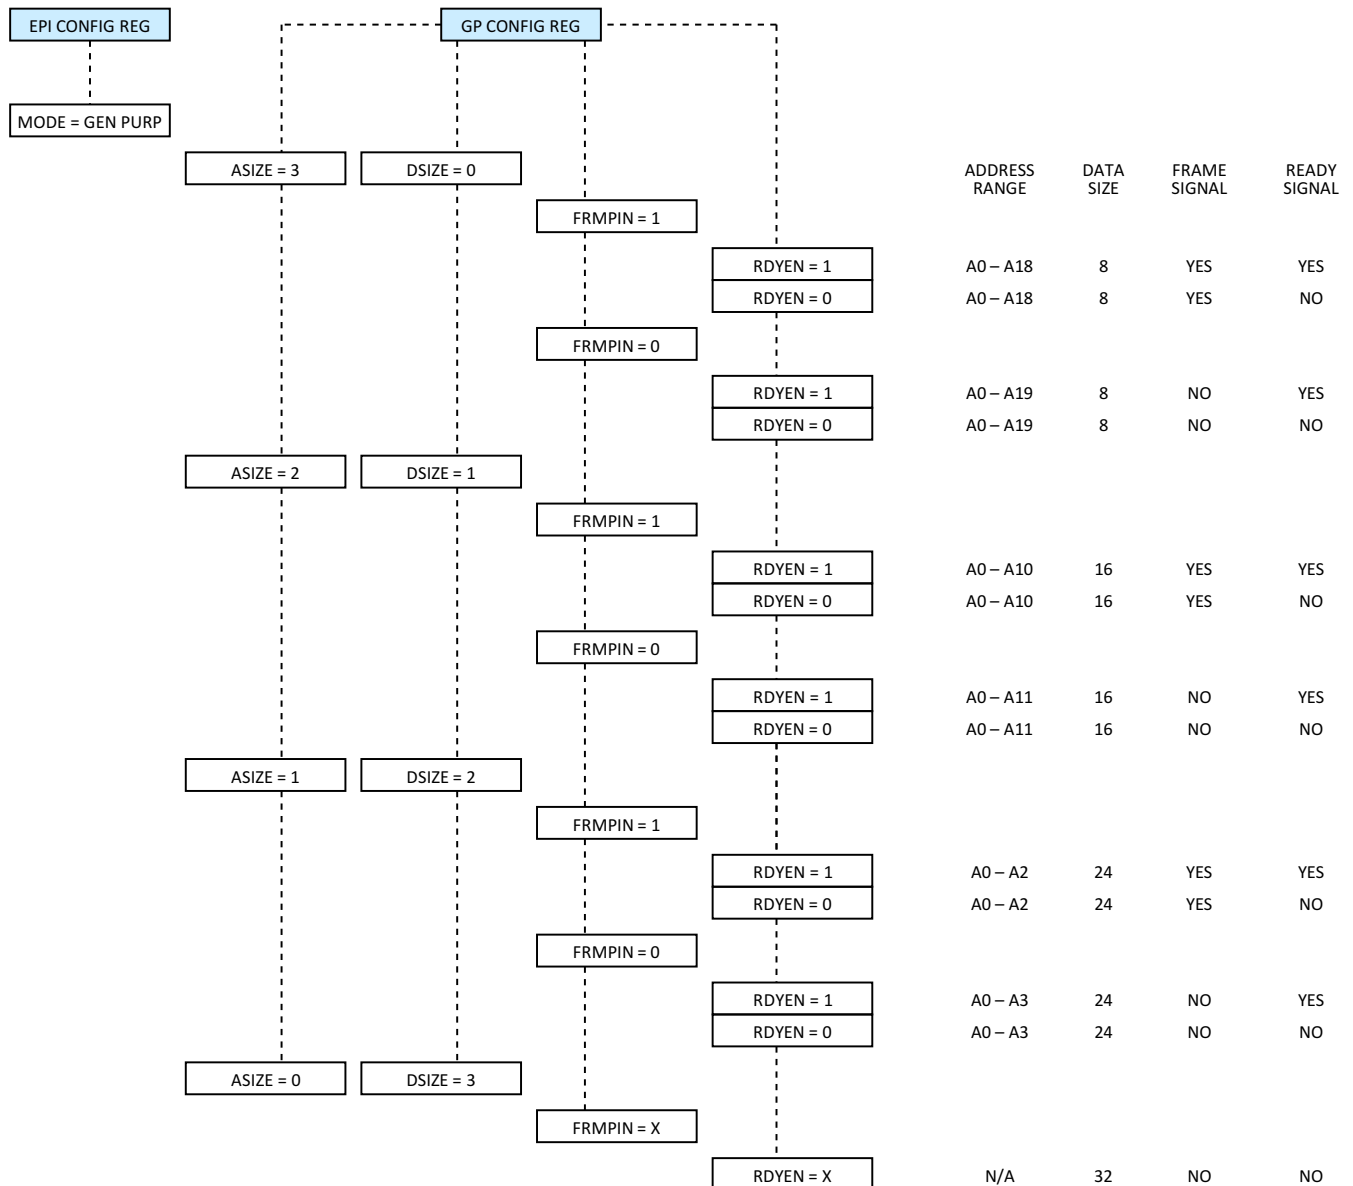 EPI CONFIG REG GP CONFIG REG
MODE = GEN PURP
ASIZE = 3 DSIZE = 0 ADDRESS RANGE DATA SIZE FRAME SIGNAL READY SIGNAL
FRMPIN = 1
RDYEN = 1 A0 – A18 8 YES YES
RDYEN = 0 A0 – A18 8 YES NO
FRMPIN = 0
RDYEN = 1 A0 – A19 8 NO YES
RDYEN = 0 A0 – A19 8 NO NO
ASIZE = 2 DSIZE = 1
FRMPIN = 1
RDYEN = 1 A0 – A10 16 YES YES
RDYEN = 0 A0 – A10 16 YES NO
FRMPIN = 0
RDYEN = 1 A0 – A11 16 NO YES
RDYEN = 0 A0 – A11 16 NO NO
ASIZE = 1 DSIZE = 2
FRMPIN = 1
RDYEN = 1 A0 – A2 24 YES YES
RDYEN = 0 A0 – A2 24 YES NO
FRMPIN = 0
RDYEN = 1 A0 – A3 24 NO YES
RDYEN = 0 A0 – A3 24 NO NO
ASIZE = 0 DSIZE = 3
FRMPIN = X
RDYEN = X N/A 32 NO NO